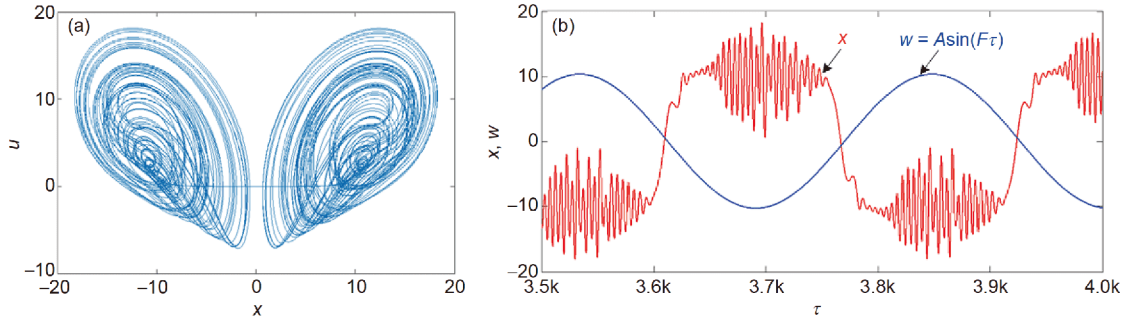 (a)
20
10
0
−10
u
−20
−10
0
10
20
x
(b)
20
10
0
−10
−20
x, w
x
w = Asin(Fτ)
3.5k
3.6k
3.7k
3.8k
3.9k
4.0k
τ